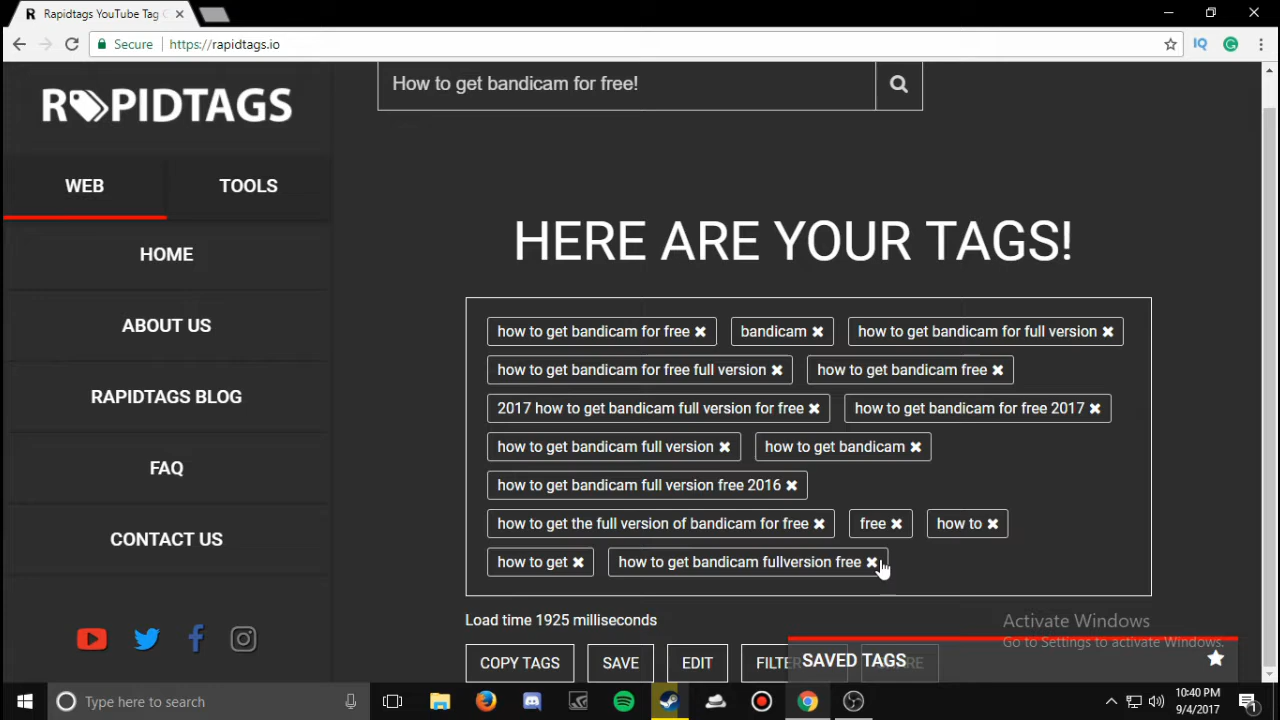 Rapidtags YouTube Tag
Secure https://rapidtags.io
How to get bandicam for free!
RAPIDTAGS
WEB TOOLS
HOME
ABOUT US
RAPIDTAGS BLOG
FAQ
CONTACT US
HERE ARE YOUR TAGS!
how to get bandicam for free bandicam how to get bandicam for full version
how to get bandicam for free full version how to get bandicam free
2017 how to get bandicam full version for free how to get bandicam for free 2017
how to get bandicam full version how to get bandicam
how to get bandicam full version free 2016
how to get the full version of bandicam for free free how to
how to get how to get bandicam fullversion free
Load time 1925 milliseconds
COPY TAGS SAVE EDIT
SAVED TAGS
Activate Windows
Go to Settings to activate Windows.
Type here to search
10:40 PM
9/4/2017